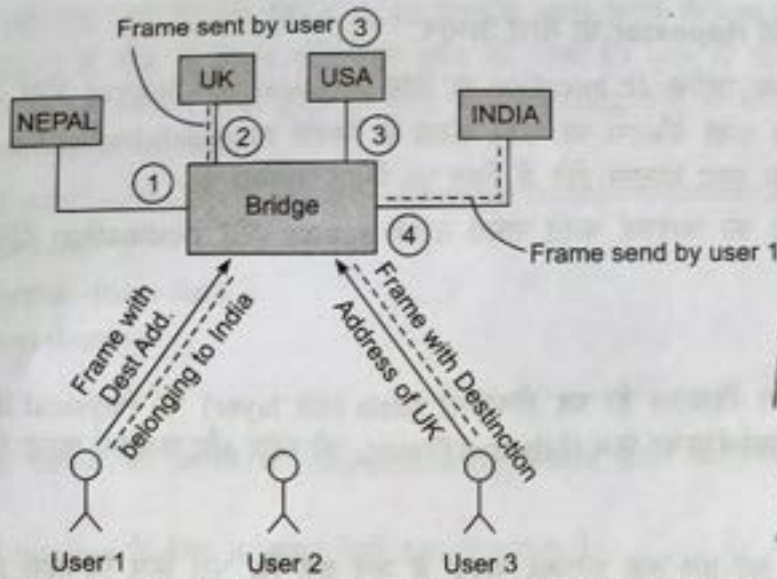 Frame sent by user 3
UK
USA
NEPAL
INDIA
2
3
1
Bridge
4
Frame send by user 1
Frame with
Dest Add.
belonging to India
Frame with Destinction
Address of UK
User 1
User 2
User 3